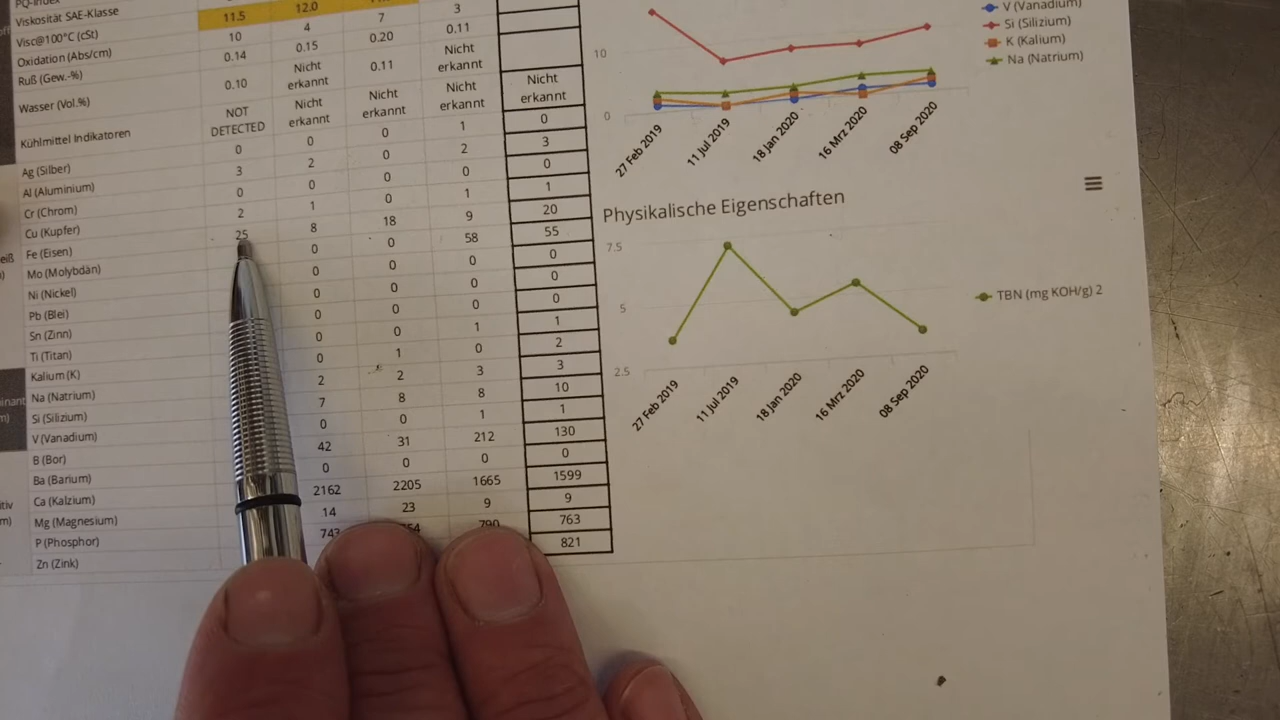 Viskosität SAE-Klasse
Visc@100°C (cSt) 11.5 12.0
Oxidation (Abs/cm) 10 4 7 3
Ruß (Gew.-%) 0.14 0.15 0.20 0.11
Wasser (Vol.%) 0.10 Nicht erkannt 0.11 Nicht erkannt
Kühlmittel Indikatoren NOT DETECTED Nicht erkannt Nicht erkannt Nicht erkannt Nicht erkannt
Ag (Silber) 0 0 0 1 0
Al (Aluminium) 3 2 0 2 3
Cr (Chrom) 0 0 0 0 0
Cu (Kupfer) 2 1 0 1 1
Fe (Eisen) 25 8 18 9 20
Mo (Molybdän) 0 0 58 55
Ni (Nickel) 0 0 0 0
Pb (Blei) 0 0 0 0
Sn (Zinn) 0 0 0 0
Ti (Titan) 0 0 1 1
Kalium (K) 0 1 0 2
Na (Natrium) 2 2 3 3
Si (Silizium) 7 8 8 10
V (Vanadium) 0 0 1 1
B (Bor) 42 31 212 130
Ba (Barium) 0 0 0 0
Ca (Kalzium) 2162 2205 1665 1599
Mg (Magnesium) 14 23 9 9
P (Phosphor) 743 790 763
Zn (Zink) 821
V (Vanadium)
Si (Silizium)
K (Kalium)
Na (Natrium)
10
0
27 Feb 2019
11 Jul 2019
18 Jan 2020
16 Mrz 2020
08 Sep 2020
Physikalische Eigenschaften
7.5
5
2.5
TBN (mg KOH/g) 2
27 Feb 2019
11 Jul 2019
18 Jan 2020
16 Mrz 2020
08 Sep 2020